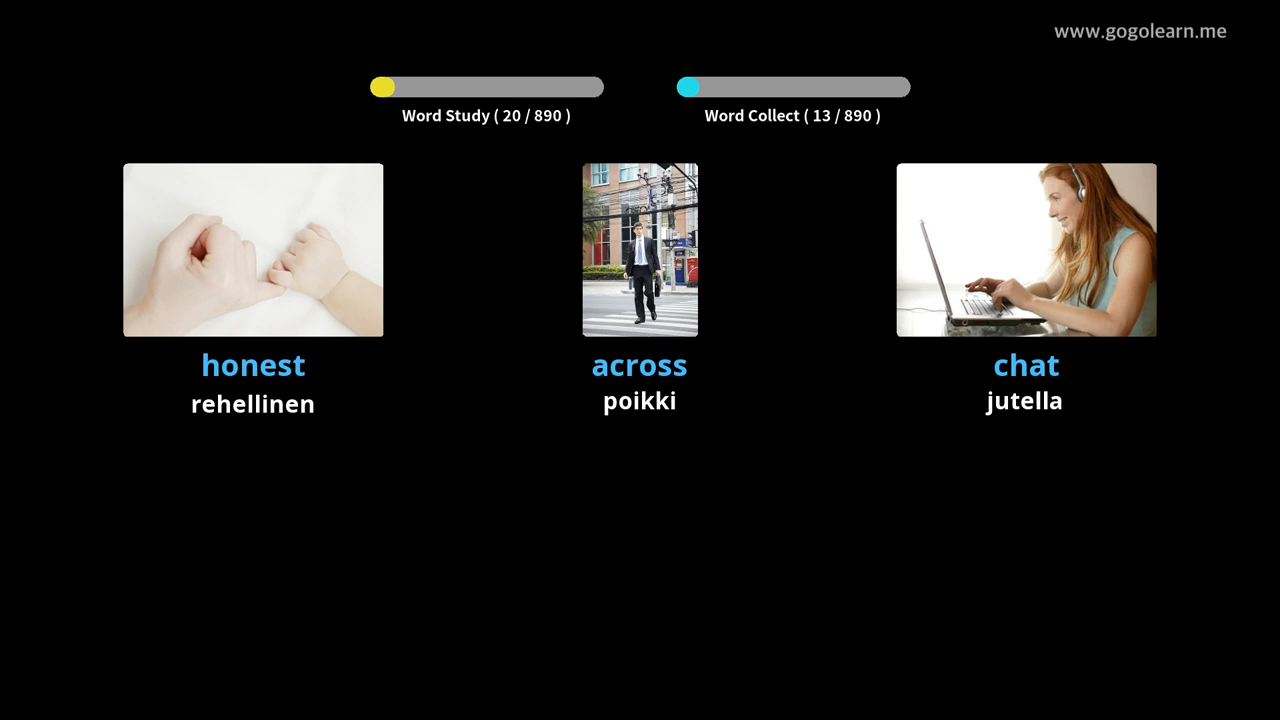 www.gogolearn.me
Word Study ( 20 / 890 )
Word Collect ( 13 / 890 )
honest
rehellinen
across
poikki
chat
jutella